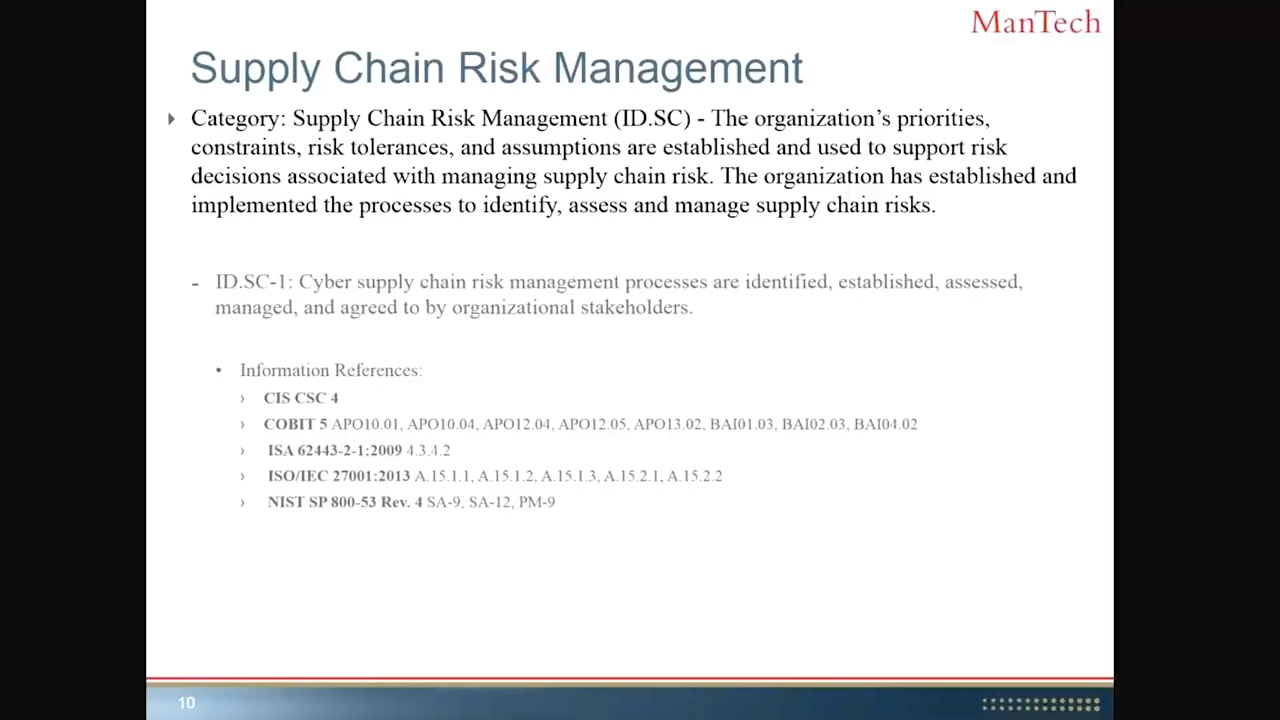 ManTech
Supply Chain Risk Management
Category: Supply Chain Risk Management (ID.SC) - The organization's priorities,
constraints, risk tolerances, and assumptions are established and used to support risk
decisions associated with managing supply chain risk. The organization has established and
implemented the processes to identify, assess and manage supply chain risks.
- ID.SC-1: Cyber supply chain risk management processes are identified, established, assessed,
managed, and agreed to by organizational stakeholders.
• Information References:
› CIS CSC 4
› COBIT 5 APO10.01, APO10.04, APO12.04, APO12.05, APO13.02, BAI01.03, BAI02.03, BAI04.02
› ISA 62443-2-1:2009 4.3.4.2
› ISO/IEC 27001:2013 A.15.1.1, A.15.1.2, A.15.1.3, A.15.2.1, A.15.2.2
› NIST SP 800-53 Rev. 4 SA-9, SA-12, PM-9
10